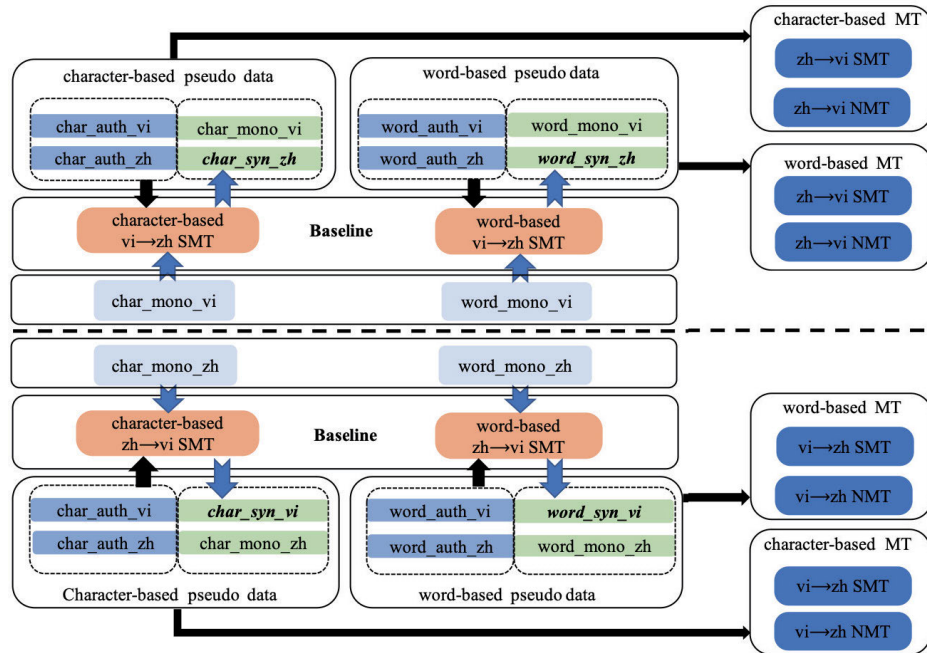 character-based MT
zh→vi SMT
zh→vi NMT
character-based pseudo data
char_auth_vi
char_mono_vi
char_auth_zh
char_syn_zh
word-based pseudo data
word_auth_vi
word_mono_vi
word_auth_zh
word_syn_zh
word-based MT
zh→vi SMT
zh→vi NMT
character-based
vi→zh SMT
Baseline
word-based
vi→zh SMT
char_mono_vi
word_mono_vi
char_mono_zh
word_mono_zh
character-based
zh→vi SMT
Baseline
word-based
zh→vi SMT
word-based MT
vi→zh SMT
vi→zh NMT
char_auth_vi
char_syn_vi
char_auth_zh
char_mono_zh
Character-based pseudo data
word_auth_vi
word_syn_vi
word_auth_zh
word_mono_zh
word-based pseudo data
character-based MT
vi→zh SMT
vi→zh NMT